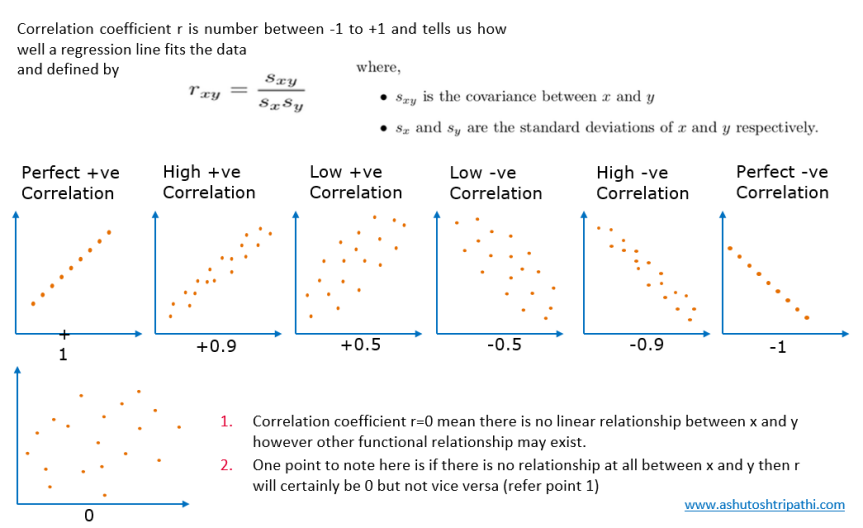 Correlation coefficient r is number between -1 to +1 and tells us how
well a regression line fits the data
and defined by
r_xy = s_xy / (s_x s_y)
where,
• s_xy is the covariance between x and y
• s_x and s_y are the standard deviations of x and y respectively.
Perfect +ve
Correlation
High +ve
Correlation
Low +ve
Correlation
Low -ve
Correlation
High -ve
Correlation
Perfect -ve
Correlation
+
1
+0.9
+0.5
-0.5
-0.9
-1
0
1. Correlation coefficient r=0 mean there is no linear relationship between x and y
however other functional relationship may exist.
2. One point to note here is if there is no relationship at all between x and y then r
will certainly be 0 but not vice versa (refer point 1)
www.ashutoshtripathi.com